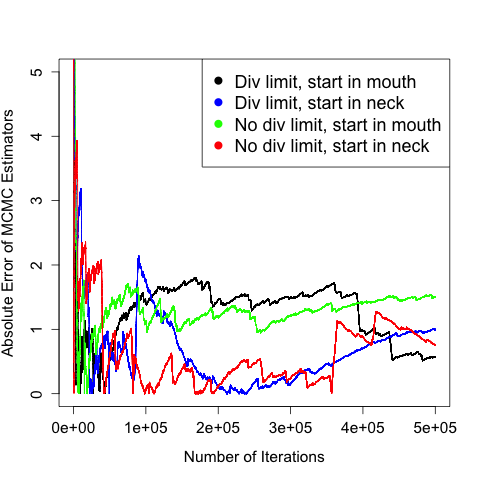 Div limit, start in mouth
Div limit, start in neck
No div limit, start in mouth
No div limit, start in neck
Absolute Error of MCMC Estimators
5
4
3
2
1
0
0e+00 1e+05 2e+05 3e+05 4e+05 5e+05
Number of Iterations